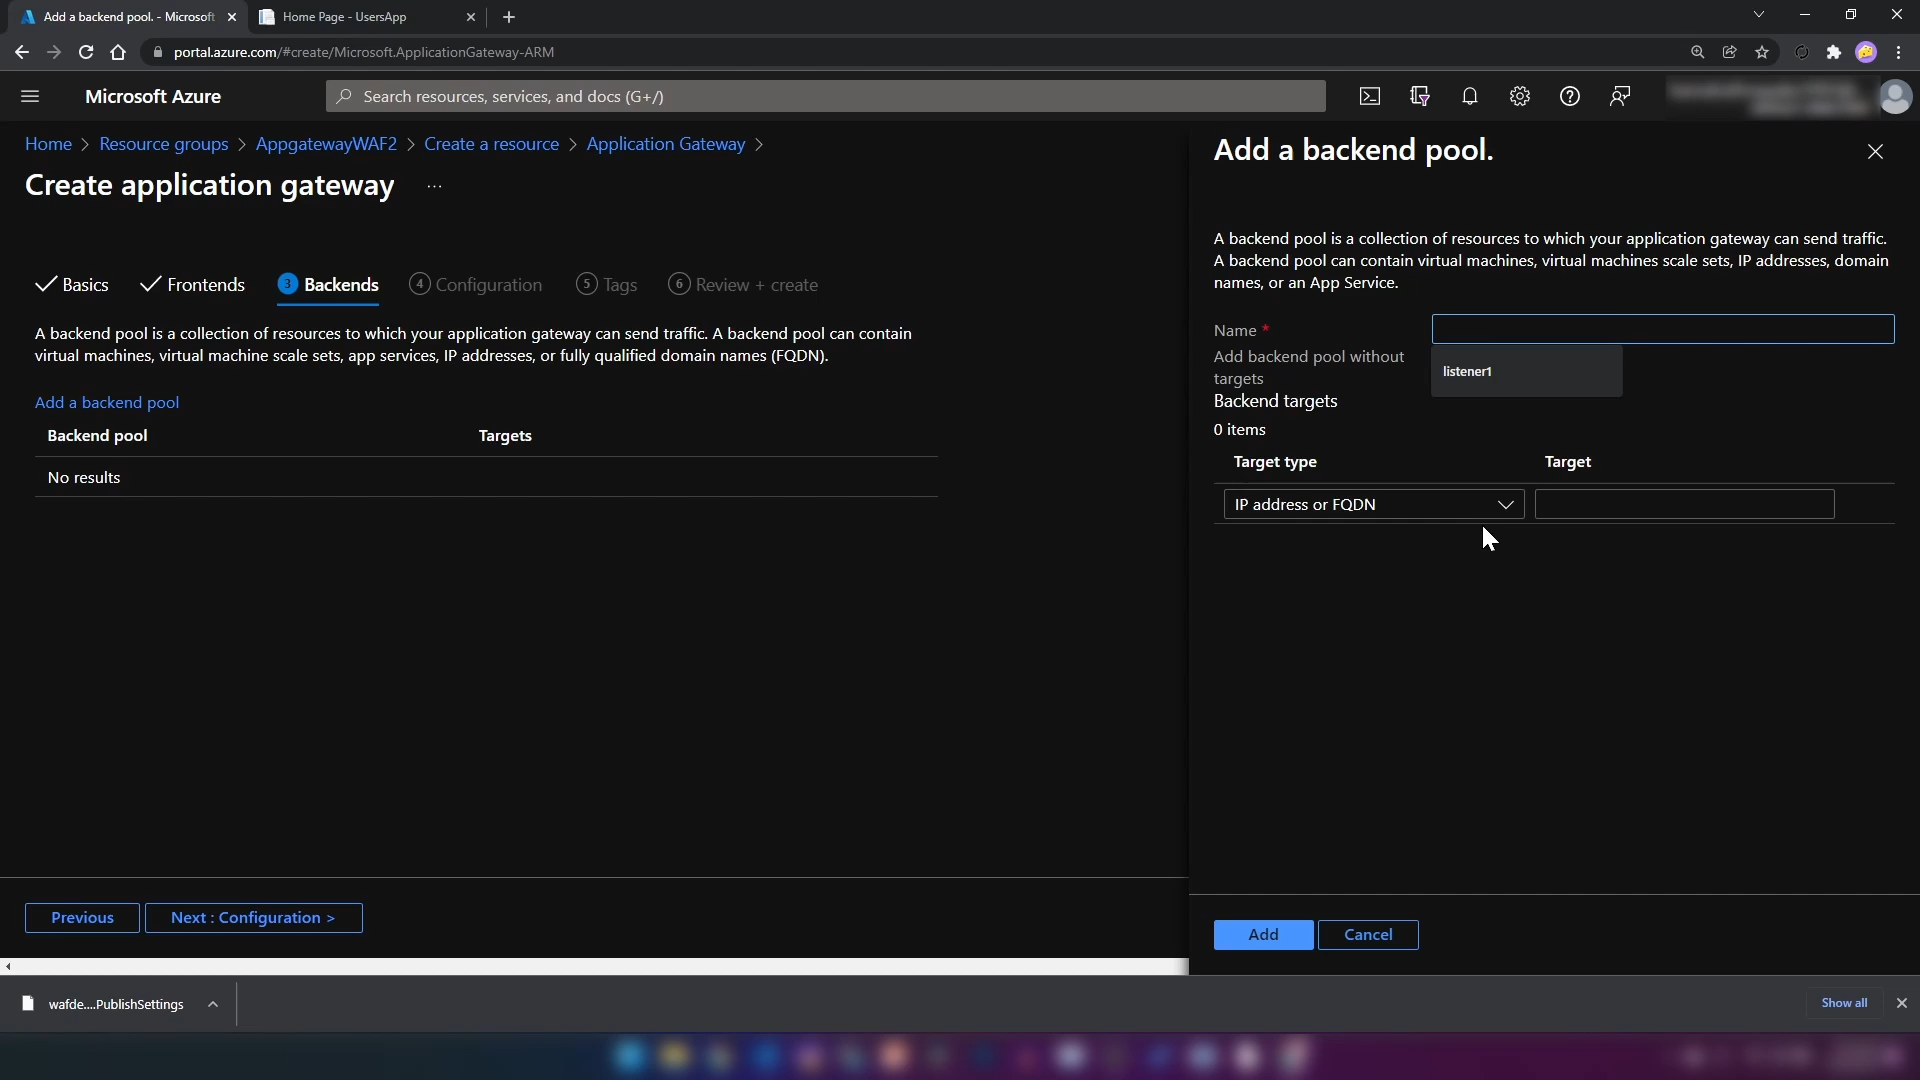 Add a backend pool. - Microsoft
Home Page - UsersApp
portal.azure.com/#create/Microsoft.ApplicationGateway-ARM
Microsoft Azure
Search resources, services, and docs (G+/)
Home > Resource groups > AppgatewayWAF2 > Create a resource > Application Gateway >
Create application gateway ...
Basics
Frontends
3 Backends
4 Configuration
5 Tags
6 Review + create
A backend pool is a collection of resources to which your application gateway can send traffic. A backend pool can contain
virtual machines, virtual machine scale sets, app services, IP addresses, or fully qualified domain names (FQDN).
Add a backend pool
Backend pool Targets
No results
Previous
Next : Configuration >
Add a backend pool.
A backend pool is a collection of resources to which your application gateway can send traffic.
A backend pool can contain virtual machines, virtual machines scale sets, IP addresses, domain
names, or an App Service.
Name *
Add backend pool without
targets
listener1
Backend targets
0 items
Target type Target
IP address or FQDN
Add
Cancel
wafde....PublishSettings
Show all